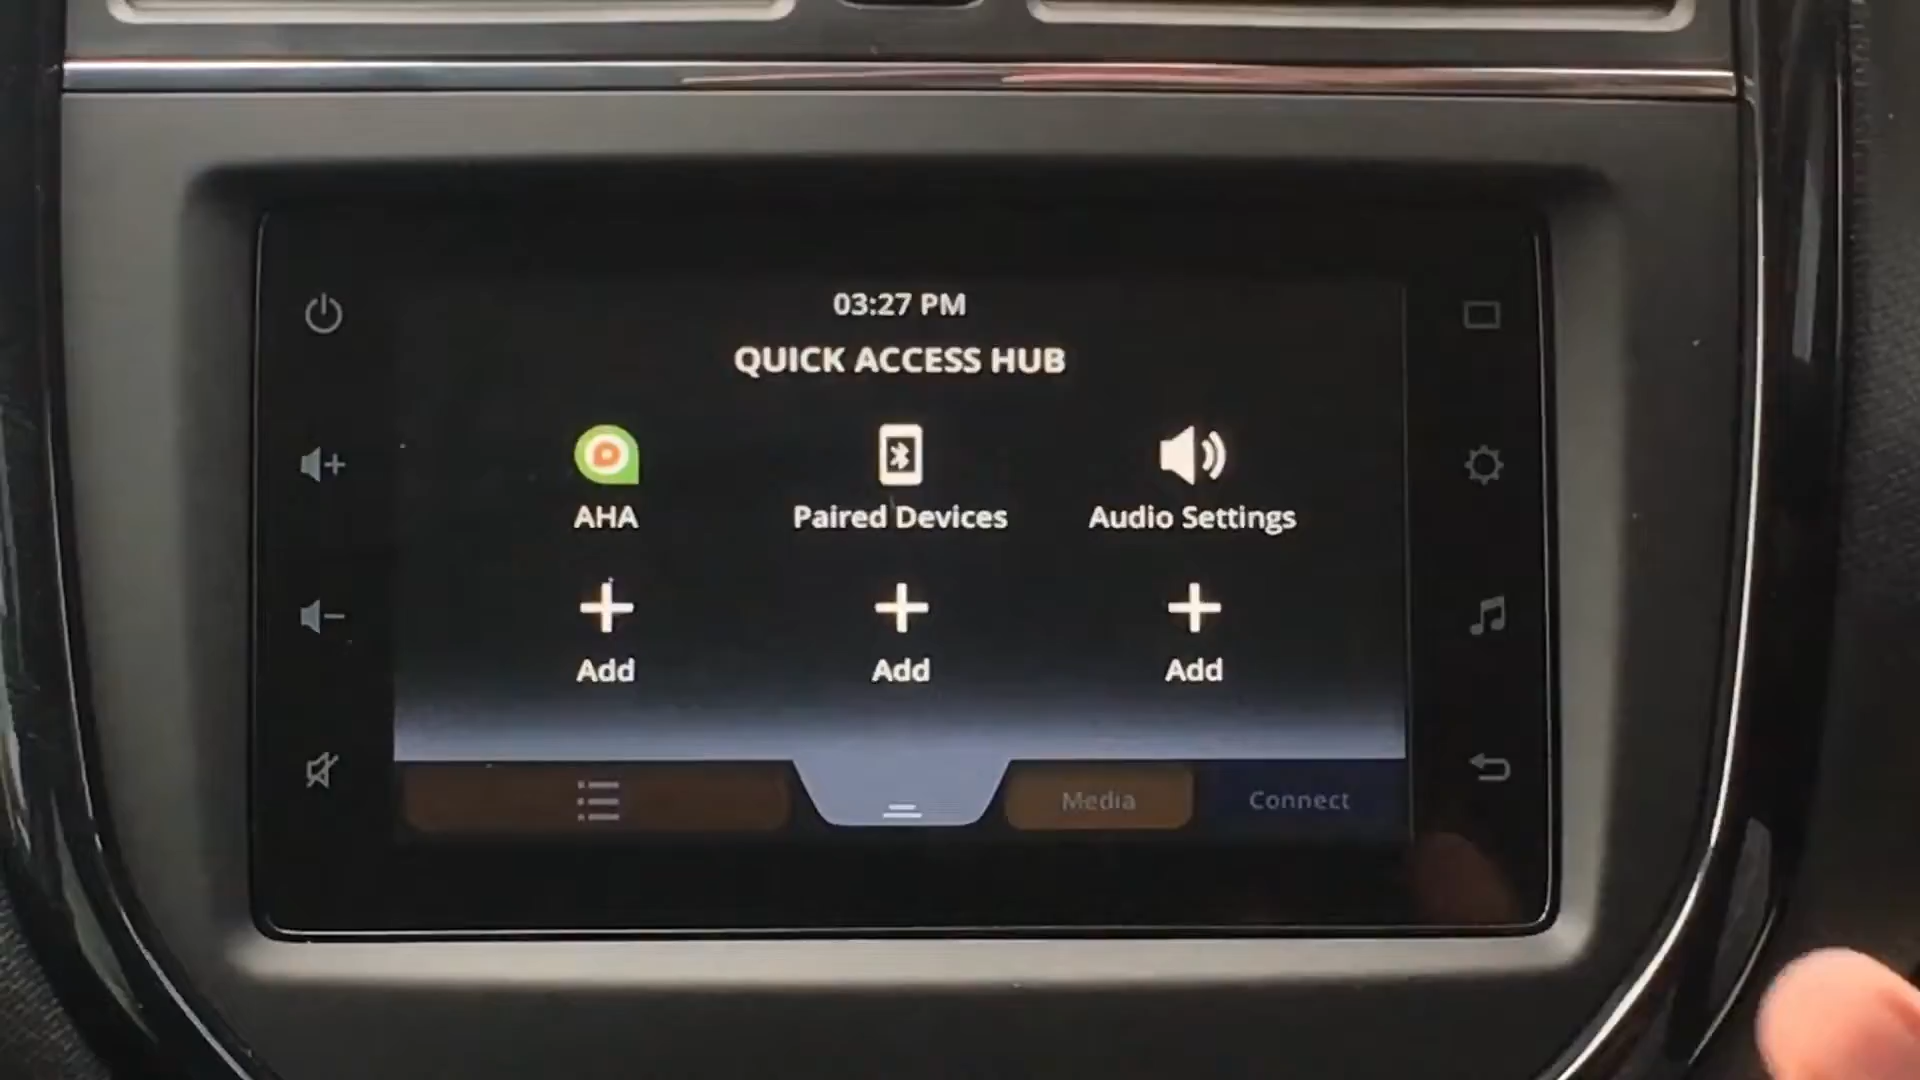 03:27 PM
QUICK ACCESS HUB
AHA
Paired Devices
Audio Settings
Add
Add
Add
Media
Connect